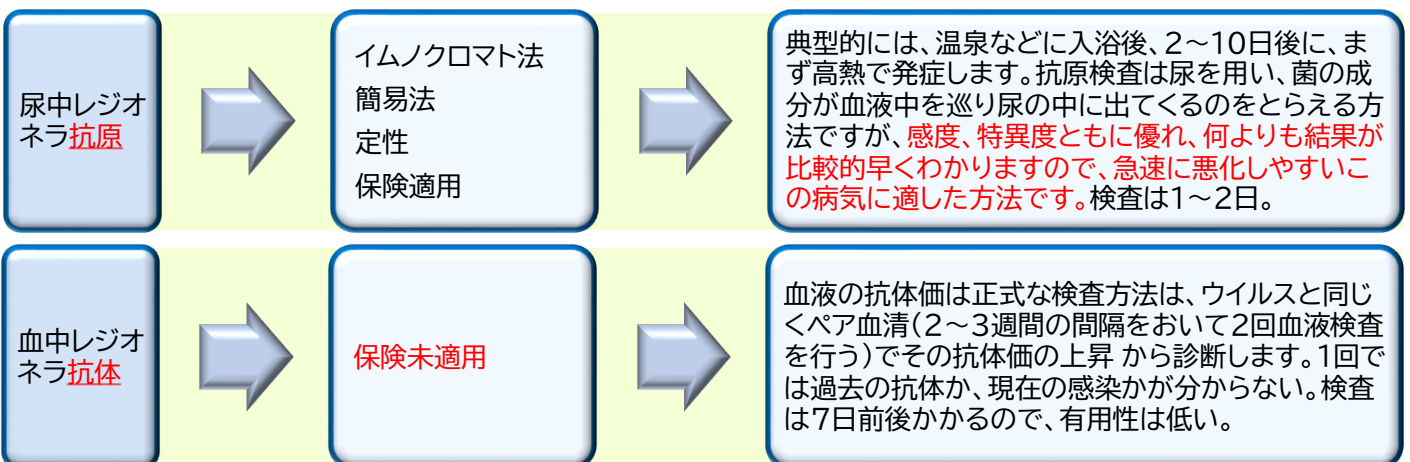 尿中レジオ
ネラ抗原
イムノクロマト法
簡易法
定性
保険適用
典型的には、温泉などに入浴後、2～10日後に、ま
ず高熱で発症します。抗原検査は尿を用い、菌の成
分が血液中を巡り尿の中に出てくるのをとらえる方
法ですが、感度、特異度ともに優れ、何よりも結果が
比較的早くわかりますので、急速に悪化しやすいこ
の病気に適した方法です。検査は1～2日。
血中レジオ
ネラ抗体
保険未適用
血液の抗体価は正式な検査方法は、ウイルスと同じ
くペア血清(2～3週間の間隔をおいて2回血液検査
を行う)でその抗体価の上昇 から診断します。1回で
は過去の抗体か、現在の感染かが分からない。検査
は7日前後かかるので、有用性は低い。